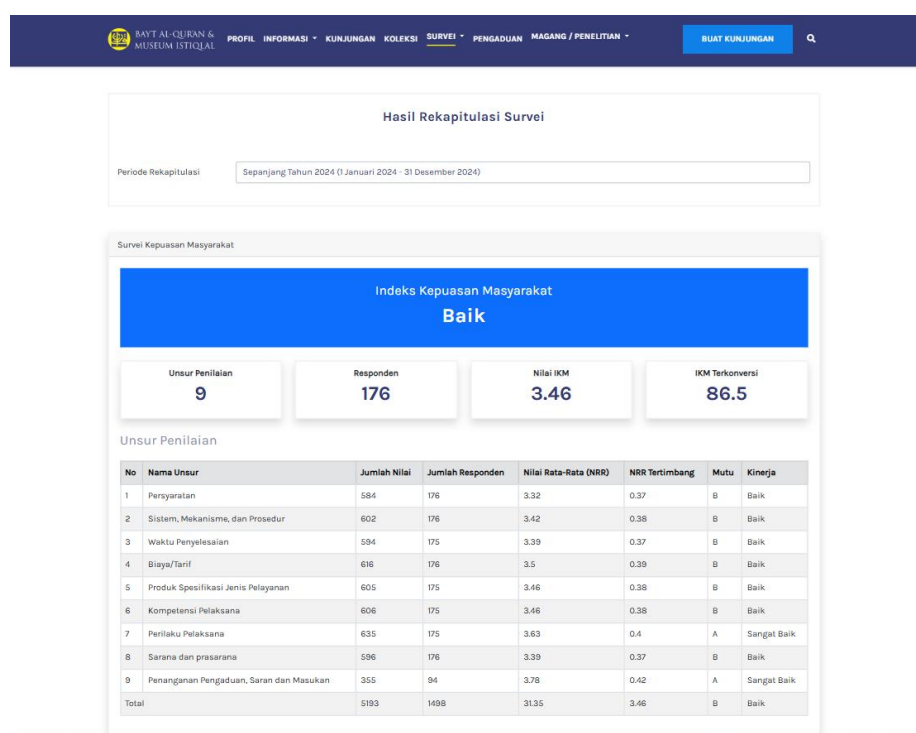 BAYT AL-QUR'AN &
MUSEUM ISTIQLAL
PROFIL INFORMASI KUNJUNGAN KOLEKSI SURVEI PENGADUAN MAGANG / PENELITIAN BUAT KUNJUNGAN
Hasil Rekapitulasi Survei
Periode Rekapitulasi Sepanjang Tahun 2024 (1 Januari 2024 - 31 Desember 2024)
Survei Kepuasan Masyarakat
Indeks Kepuasan Masyarakat
Baik
Unsur Penilaian Responden Nilai IKM IKM Terkonversi
9 176 3.46 86.5
Unsur Penilaian
No Nama Unsur Jumlah Nilai Jumlah Responden Nilai Rata-Rata (NRR) NRR Tertimbang Mutu Kinerja
1 Persyaratan 584 176 3.32 0.37 B Baik
2 Sistem, Mekanisme, dan Prosedur 602 176 3.42 0.38 B Baik
3 Waktu Penyelesaian 594 175 3.39 0.37 B Baik
4 Biaya/Tarif 616 176 3.5 0.39 B Baik
5 Produk Spesifikasi Jenis Pelayanan 605 175 3.46 0.38 B Baik
6 Kompetensi Pelaksana 606 175 3.46 0.38 B Baik
7 Perilaku Pelaksana 635 175 3.63 0.4 A Sangat Baik
8 Sarana dan prasarana 596 176 3.39 0.37 B Baik
9 Penanganan Pengaduan, Saran dan Masukan 355 94 3.78 0.42 A Sangat Baik
Total 5193 1498 31.35 3.46 B Baik